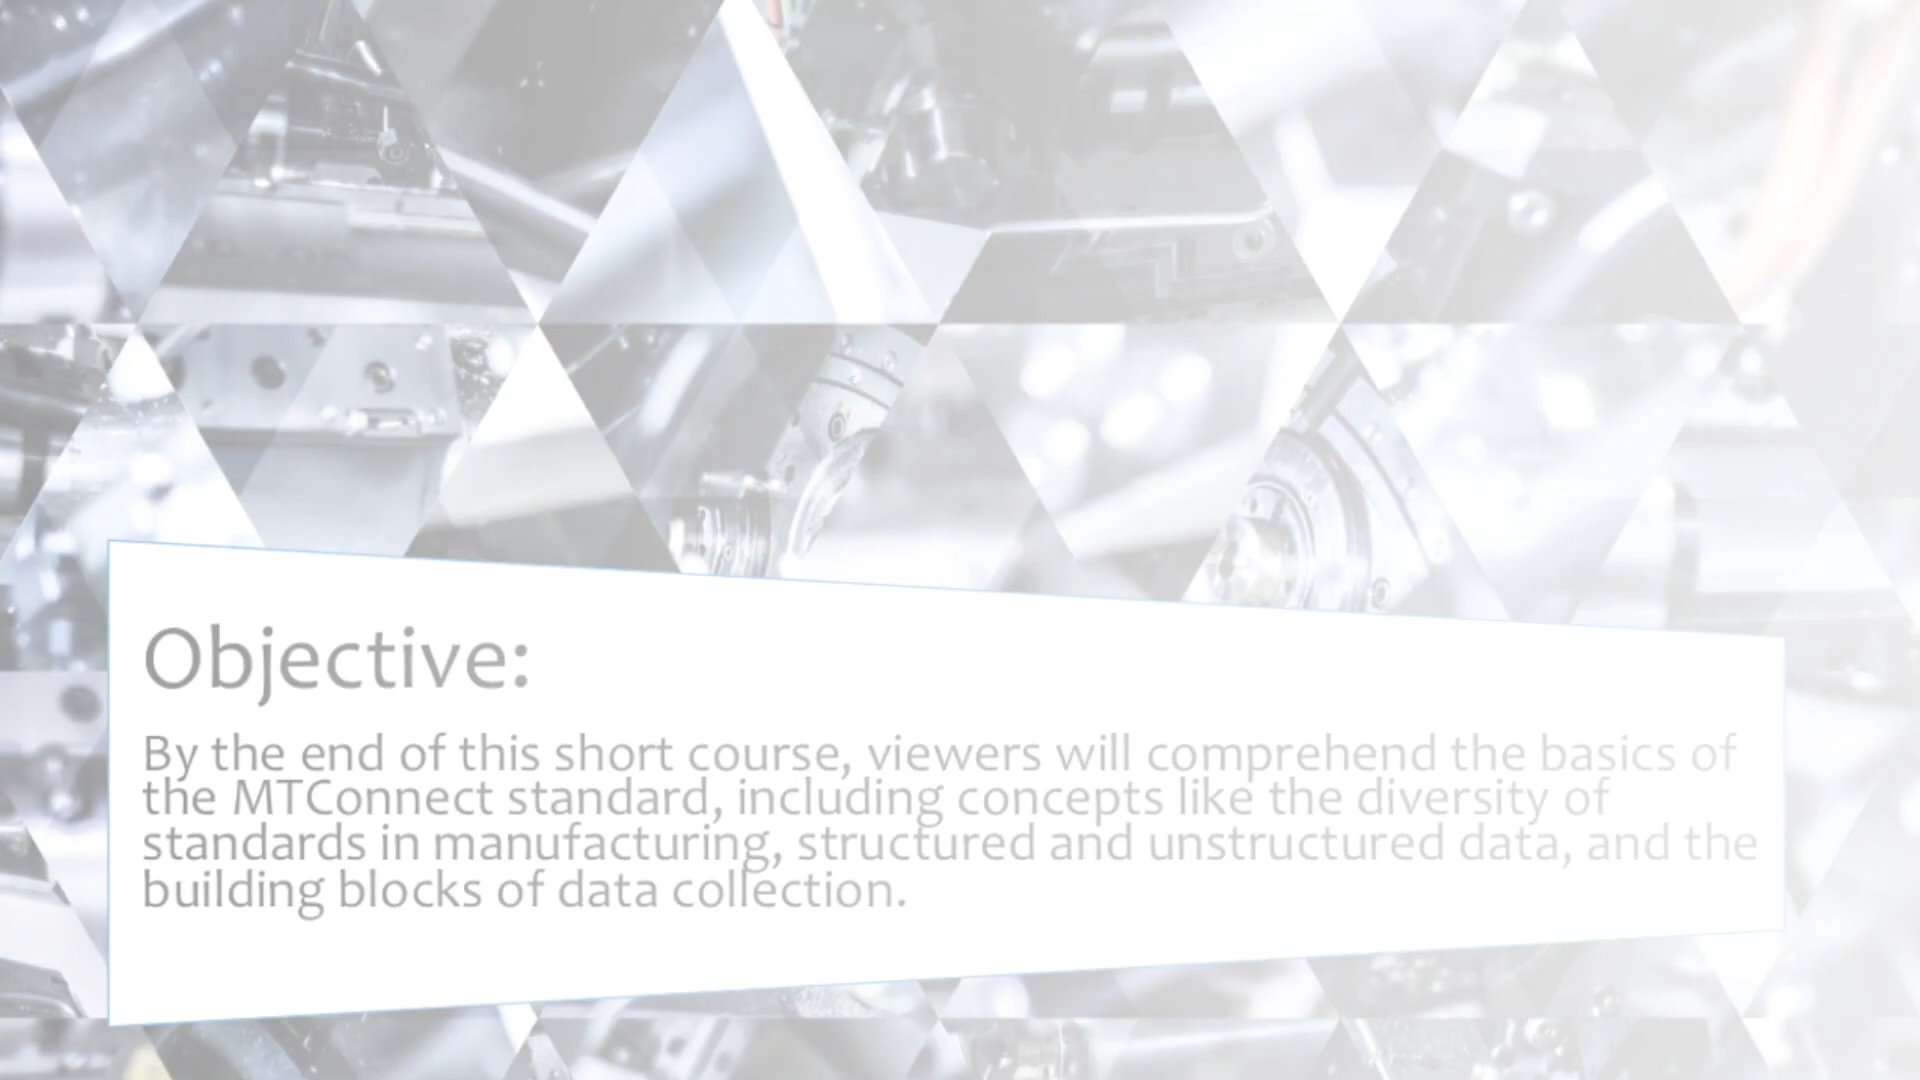 Objective:
By the end of this short course, viewers will comprehend the basics of
the MTConnect standard, including concepts like the diversity of
standards in manufacturing, structured and unstructured data, and the
building blocks of data collection.